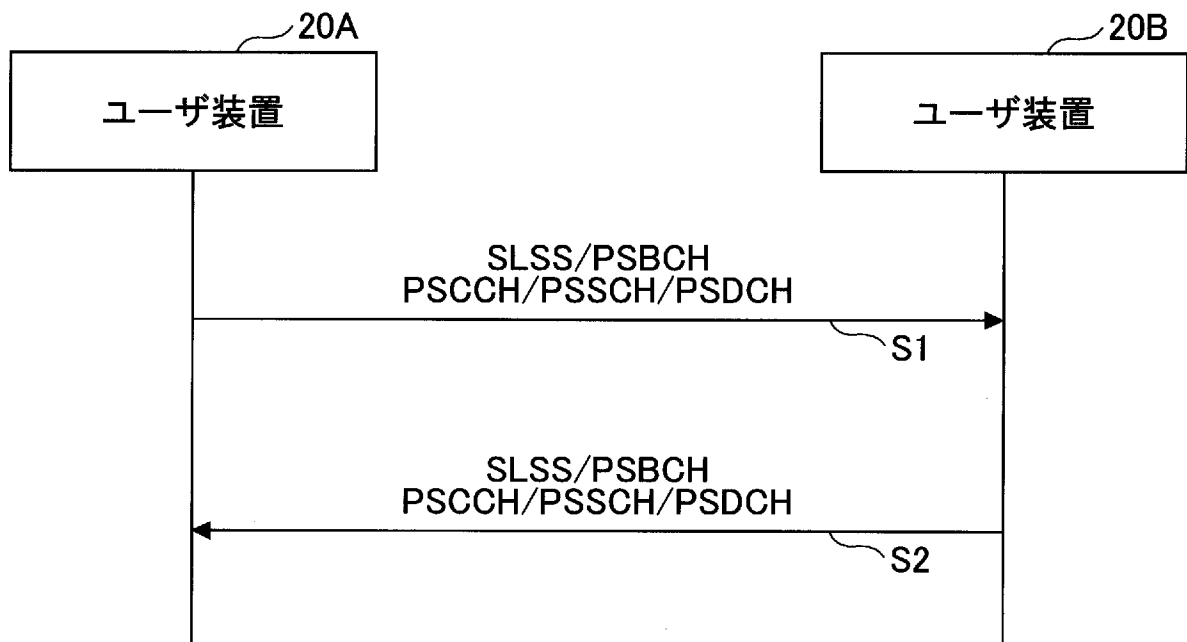 20A
20B
ユーザ装置
ユーザ装置
SLSS/PSBCH
PSCCH/PSSCH/PSDCH
S1
SLSS/PSBCH
PSCCH/PSSCH/PSDCH
S2